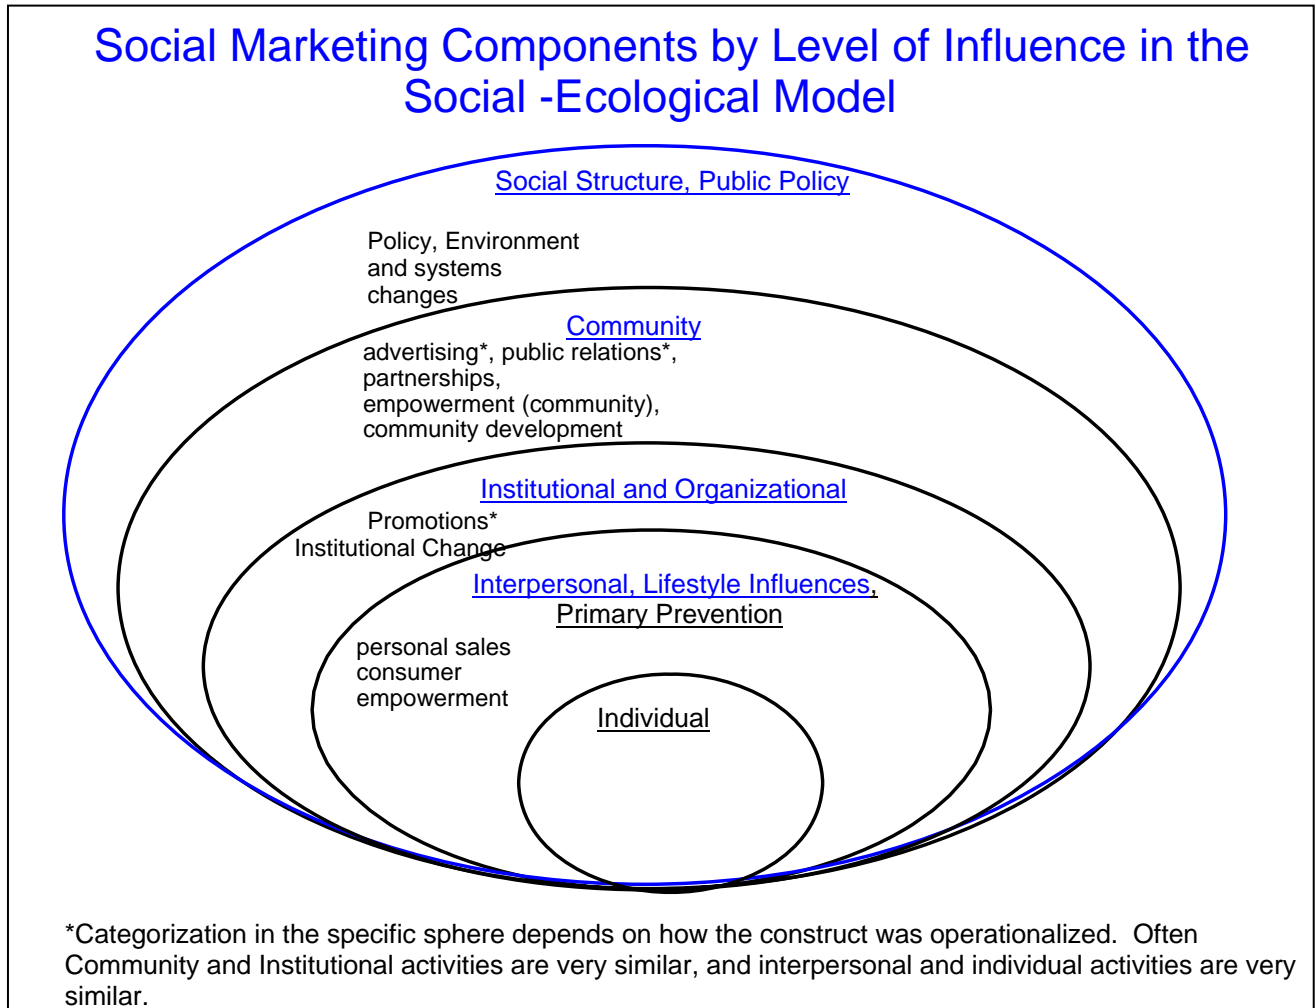 Social Marketing Components by Level of Influence in the
Social -Ecological Model
Social Structure, Public Policy
Policy, Environment
and systems
changes
Community
advertising*, public relations*,
partnerships,
empowerment (community),
community development
Institutional and Organizational
Promotions*
Institutional Change
Interpersonal, Lifestyle Influences,
Primary Prevention
personal sales
consumer
empowerment
Individual
*Categorization in the specific sphere depends on how the construct was operationalized.  Often
Community and Institutional activities are very similar, and interpersonal and individual activities are very
similar.